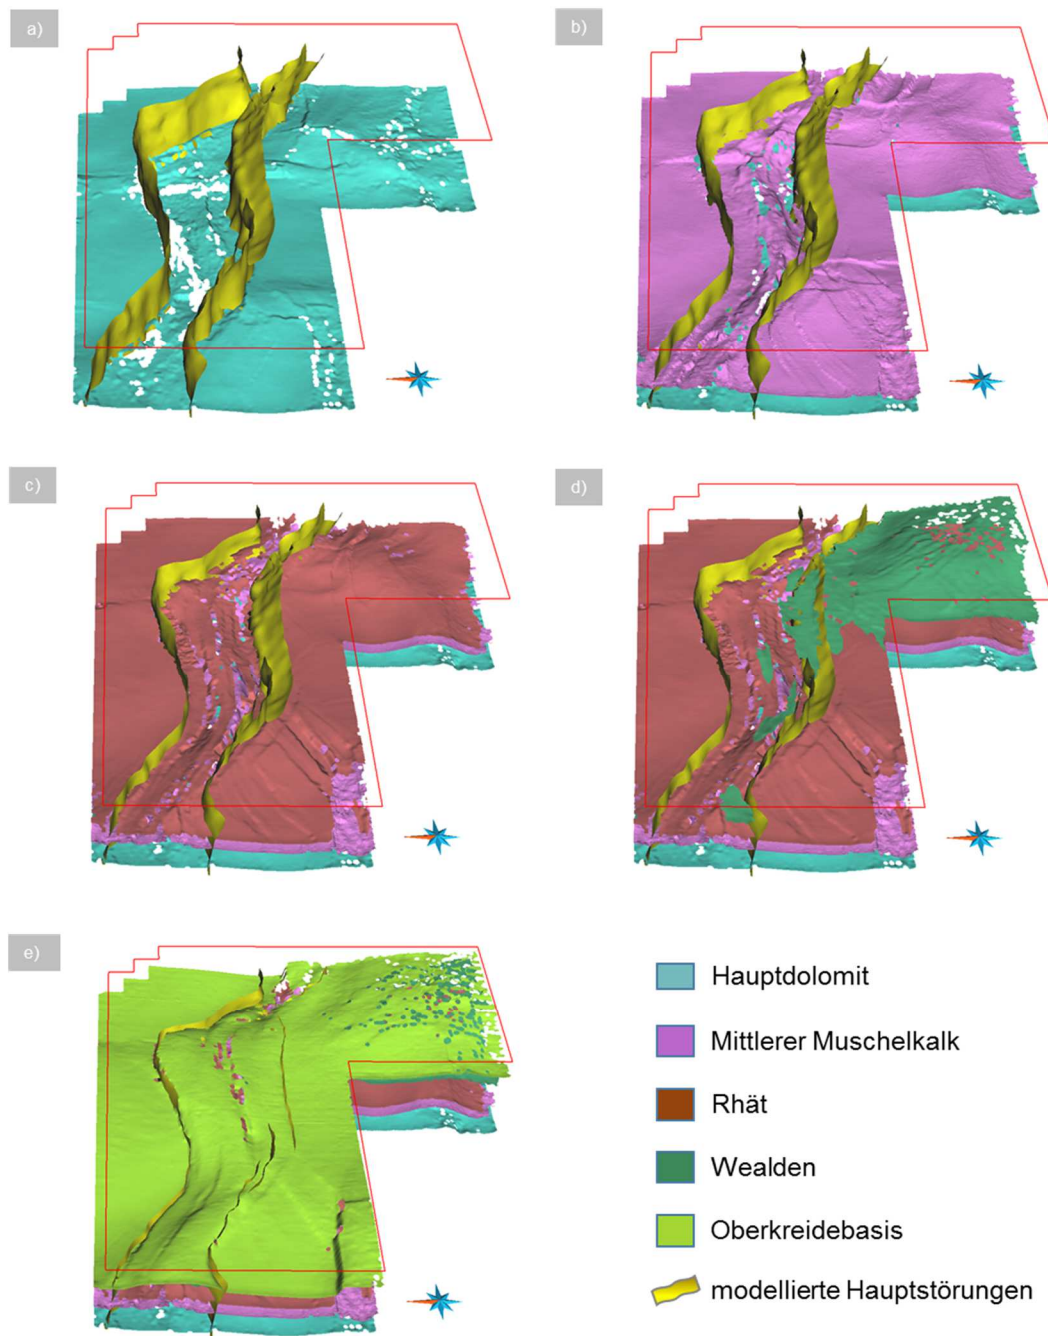 a)
b)
c)
d)
e)
Hauptdolomit
Mittlerer Muschelkalk
Rhät
Wealden
Oberkreidebasis
modellierte Hauptstörungen